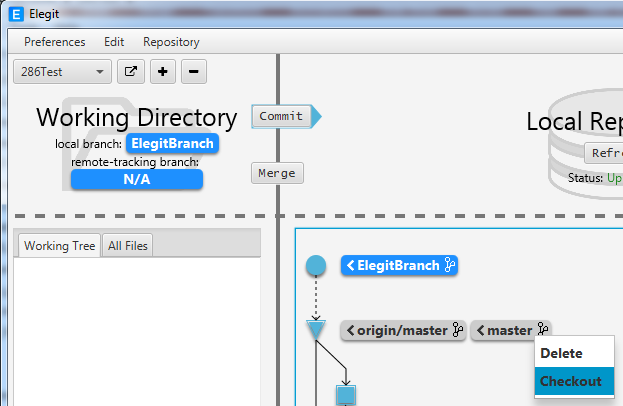 E Elegit
Preferences Edit Repository
286Test
Working Directory
local branch: ElegitBranch
remote-tracking branch:
N/A
Commit
Merge
Local Rep
Refre
Status: Up
Working Tree All Files
ElegitBranch
origin/master master
Delete
Checkout